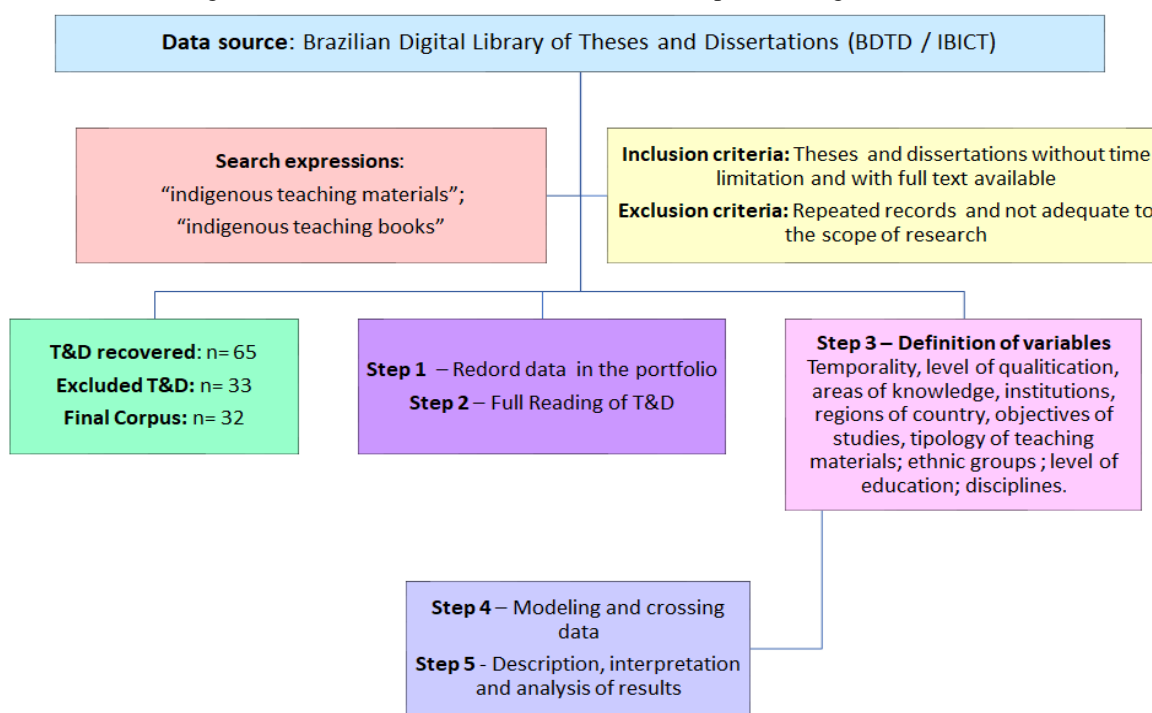 Data source: Brazilian Digital Library of Theses and Dissertations (BDTD / IBICT)
Search expressions:
“indigenous teaching materials”;
“indigenous teaching books”
Inclusion criteria: Theses and dissertations without time
limitation and with full text available
Exclusion criteria: Repeated records and not adequate to
the scope of research
T&D recovered: n= 65
Excluded T&D: n= 33
Final Corpus: n= 32
Step 1 – Redord data in the portfolio
Step 2 – Full Reading of T&D
Step 3 – Definition of variables
Temporality, level of qualitication,
areas of knowledge, institutions,
regions of country, objectives of
studies, tipology of teaching
materials; ethnic groups ; level of
education; disciplines.
Step 4 – Modeling and crossing
data
Step 5 - Description, interpretation
and analysis of results